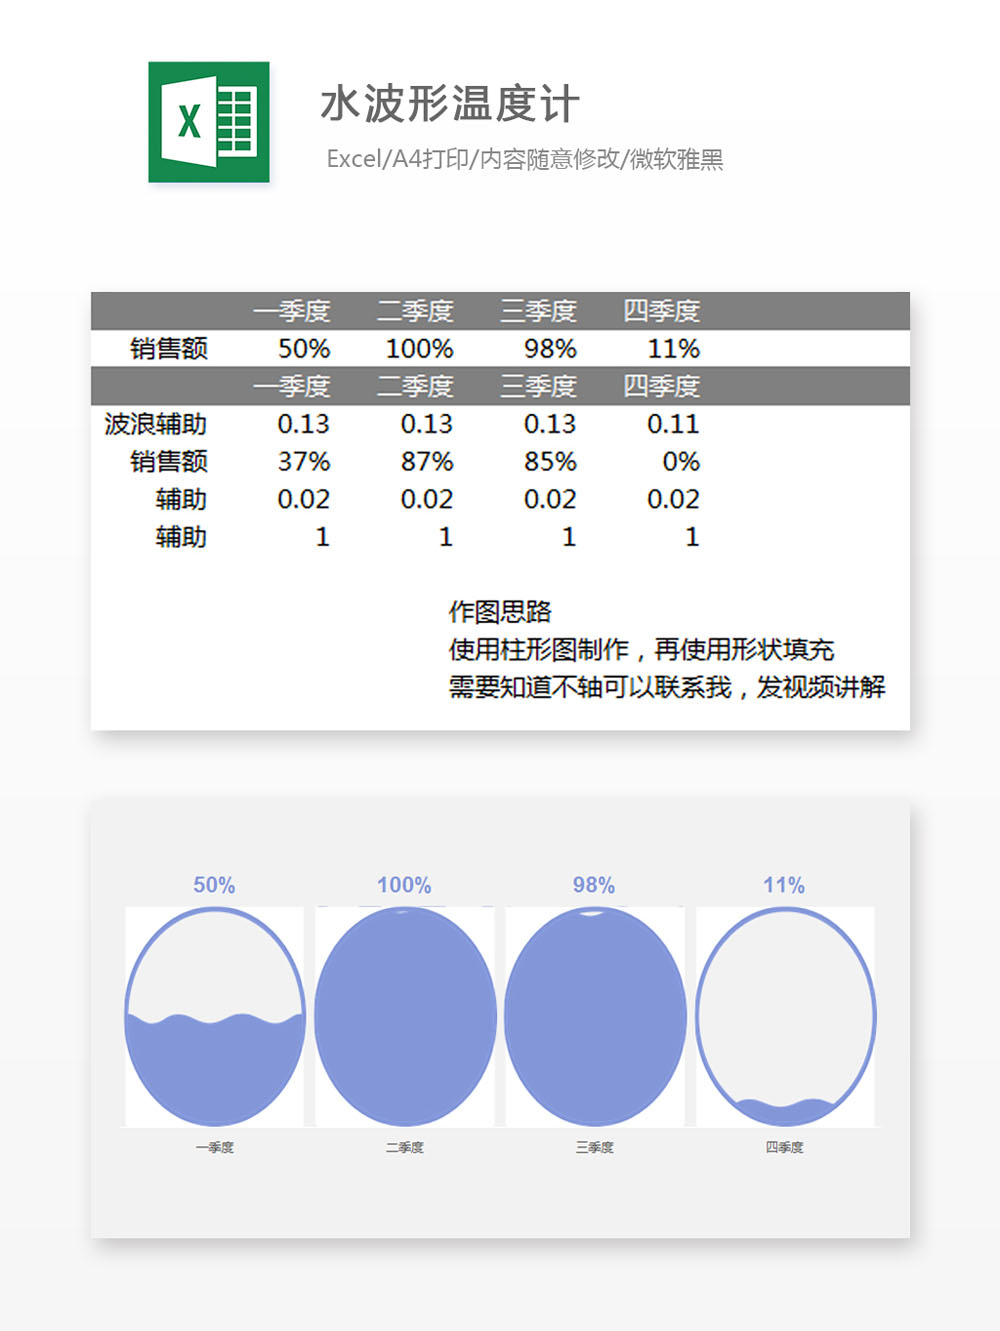 X
水波形温度计
Excel/A4打印/内容随意修改/微软雅黑
一季度 二季度 三季度 四季度
销售额 50% 100% 98% 11%
一季度 二季度 三季度 四季度
波浪辅助 0.13 0.13 0.13 0.11
销售额 37% 87% 85% 0%
辅助 0.02 0.02 0.02 0.02
辅助 1 1 1 1
作图思路
使用柱形图制作，再使用形状填充
需要知道不轴可以联系我，发视频讲解
50% 100% 98% 11%
一季度 二季度 三季度 四季度